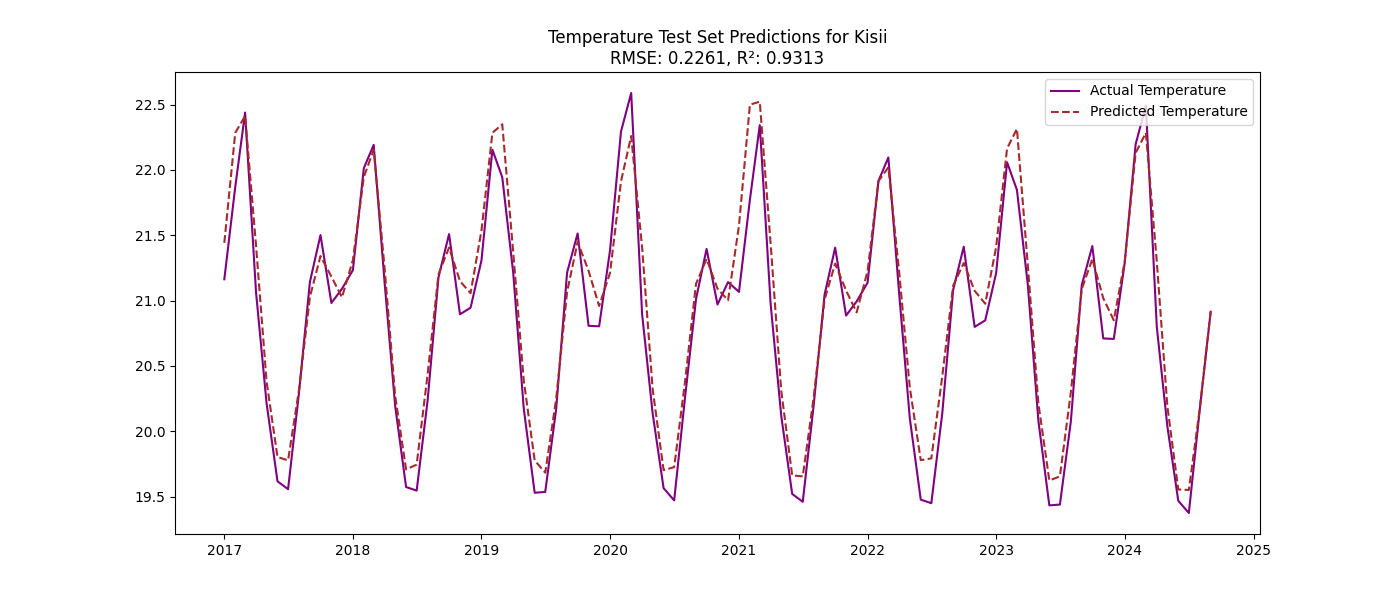 Temperature Test Set Predictions for Kisii
RMSE: 0.2261, R²: 0.9313
Actual Temperature
Predicted Temperature
22.5
22.0
21.5
21.0
20.5
20.0
19.5
2017 2018 2019 2020 2021 2022 2023 2024 2025